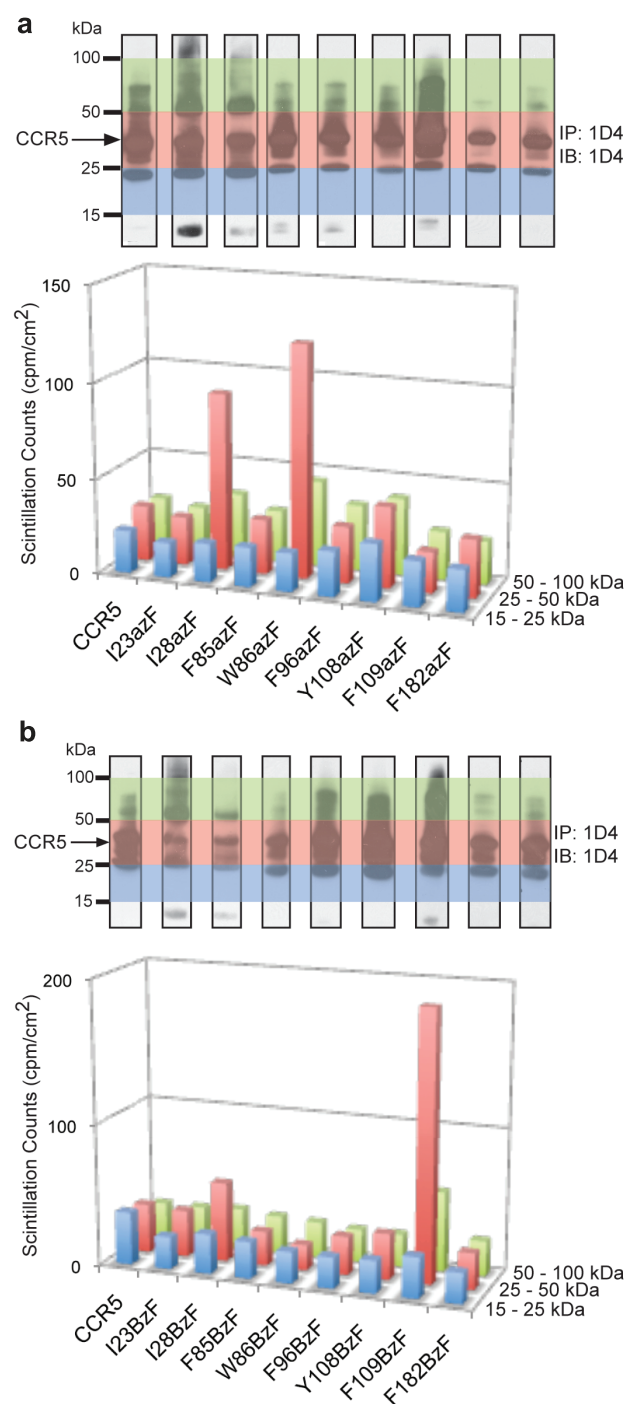 a
kDa
100
50
CCR5
25
15
IP: 1D4
IB: 1D4
150
100
50
0
Scintillation Counts (cpm/cm2)
50 - 100 kDa
25 - 50 kDa
15 - 25 kDa
CCR5
I23azF
I28azF
F85azF
W86azF
F96azF
Y108azF
F109azF
F182azF
b
kDa
100
50
CCR5
25
15
IP: 1D4
IB: 1D4
200
100
0
Scintillation Counts (cpm/cm2)
50 - 100 kDa
25 - 50 kDa
15 - 25 kDa
CCR5
I23BzF
I28BzF
F85BzF
W86BzF
F96BzF
Y108BzF
F109BzF
F182BzF